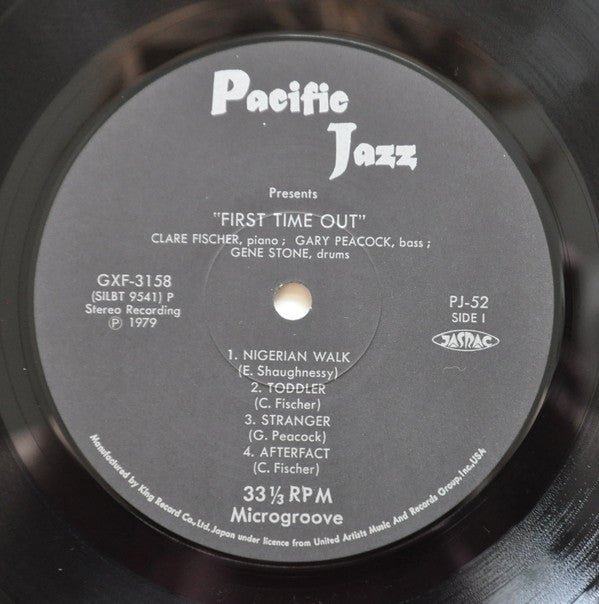 Pacific
Jazz
Presents
"FIRST TIME OUT"
CLARE FISCHER, piano ; GARY PEACOCK, bass ;
GENE STONE, drums
GXF-3158
(SILBT 9541) P
Stereo Recording
Ⓟ 1979
PJ-52
SIDE I
JASRAC
1. NIGERIAN WALK
(E. Shaughnessy)
2. TODDLER
(C. Fischer)
3. STRANGER
(G. Peacock)
4. AFTERFACT
(C. Fischer)
33⅓ RPM
Microgroove
Manufactured by King Record Co., Ltd. Japan under licence from United Artists Music And Records Group, Inc., USA